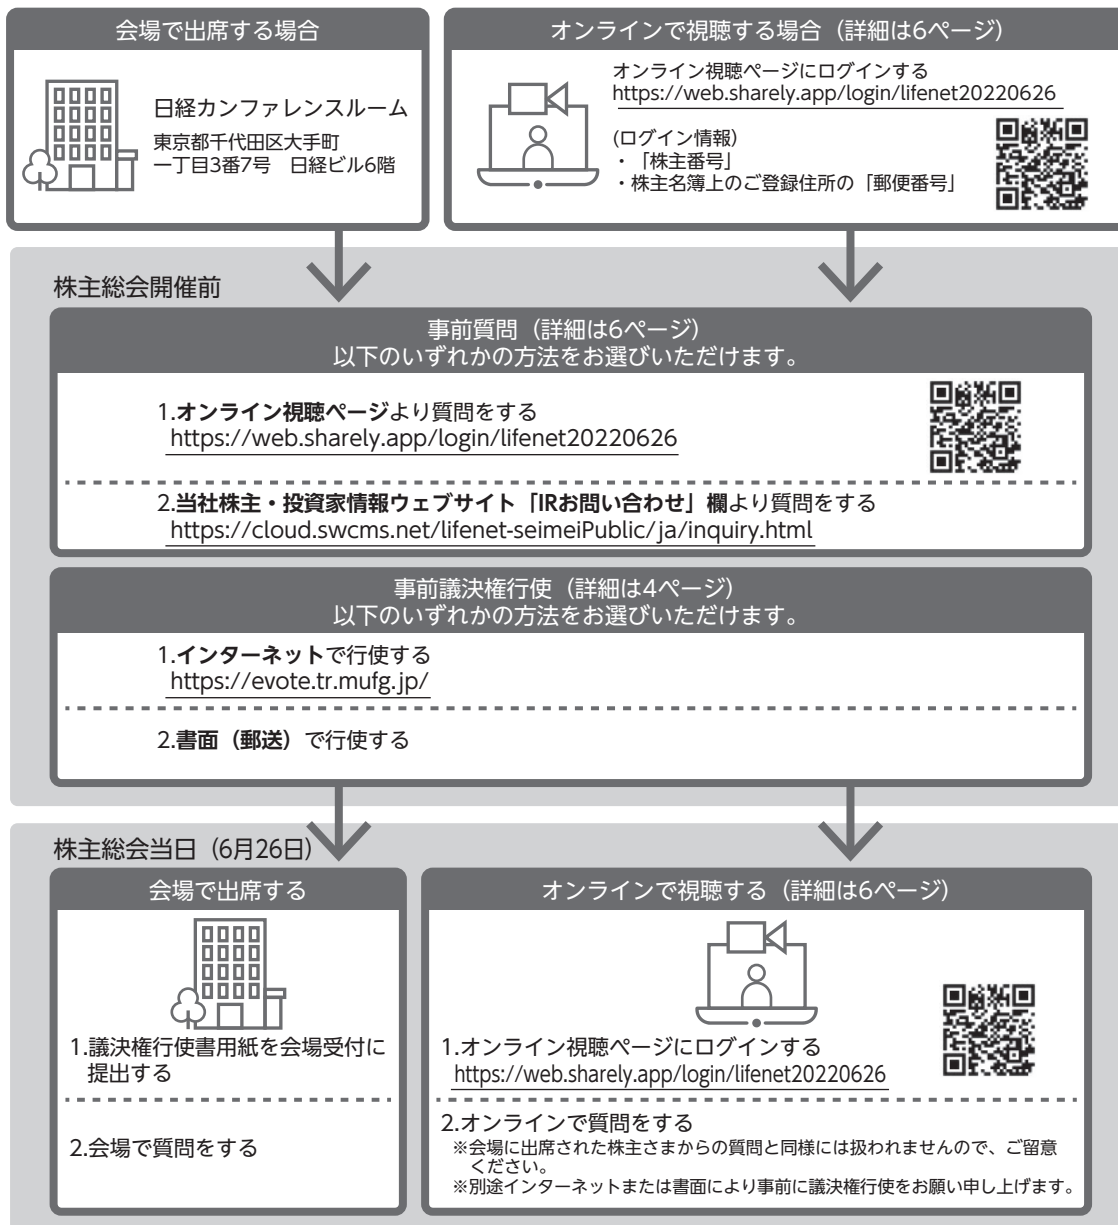 会場で出席する場合
日経カンファレンスルーム
東京都千代田区大手町
一丁目3番7号　日経ビル6階
オンラインで視聴する場合（詳細は6ページ）
オンライン視聴ページにログインする
https://web.sharely.app/login/lifenet20220626
(ログイン情報)
・「株主番号」
・株主名簿上のご登録住所の「郵便番号」
株主総会開催前
事前質問（詳細は6ページ）
以下のいずれかの方法をお選びいただけます。
1.オンライン視聴ページより質問をする
https://web.sharely.app/login/lifenet20220626
2.当社株主・投資家情報ウェブサイト「IRお問い合わせ」欄より質問をする
https://cloud.swcms.net/lifenet-seimeiPublic/ja/inquiry.html
事前議決権行使（詳細は4ページ）
以下のいずれかの方法をお選びいただけます。
1.インターネットで行使する
https://evote.tr.mufg.jp/
2.書面（郵送）で行使する
株主総会当日（6月26日）
会場で出席する
1.議決権行使書用紙を会場受付に
提出する
2.会場で質問をする
オンラインで視聴する（詳細は6ページ）
1.オンライン視聴ページにログインする
https://web.sharely.app/login/lifenet20220626
2.オンラインで質問をする
※会場に出席された株主さまからの質問と同様には扱われませんので、ご留意
ください。
※別途インターネットまたは書面により事前に議決権行使をお願い申し上げます。